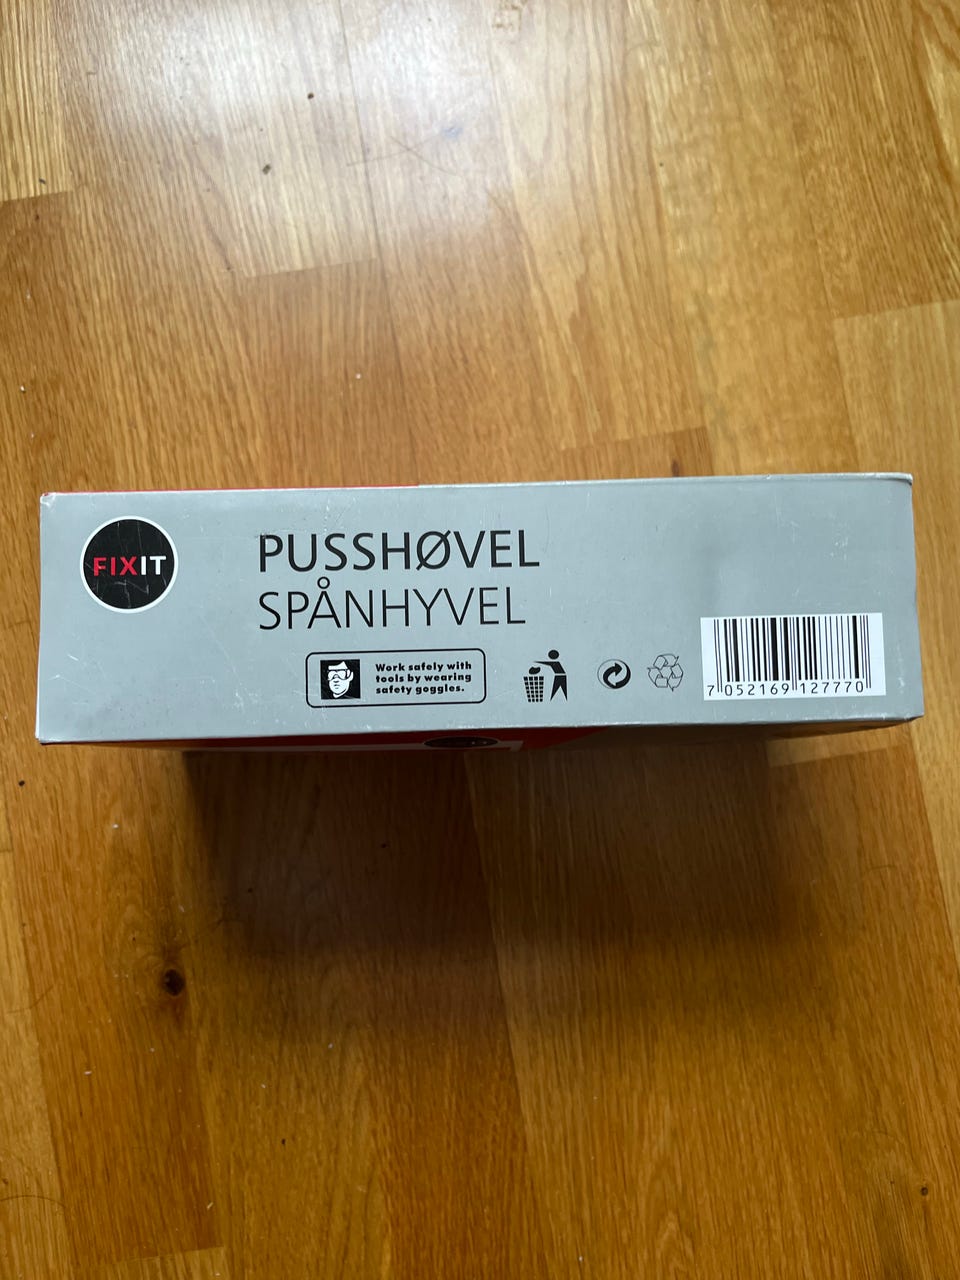 FIXIT
PUSSHØVEL
SPÅNHYVEL
Work safely with
tools by wearing
safety goggles.
7 052169 127770